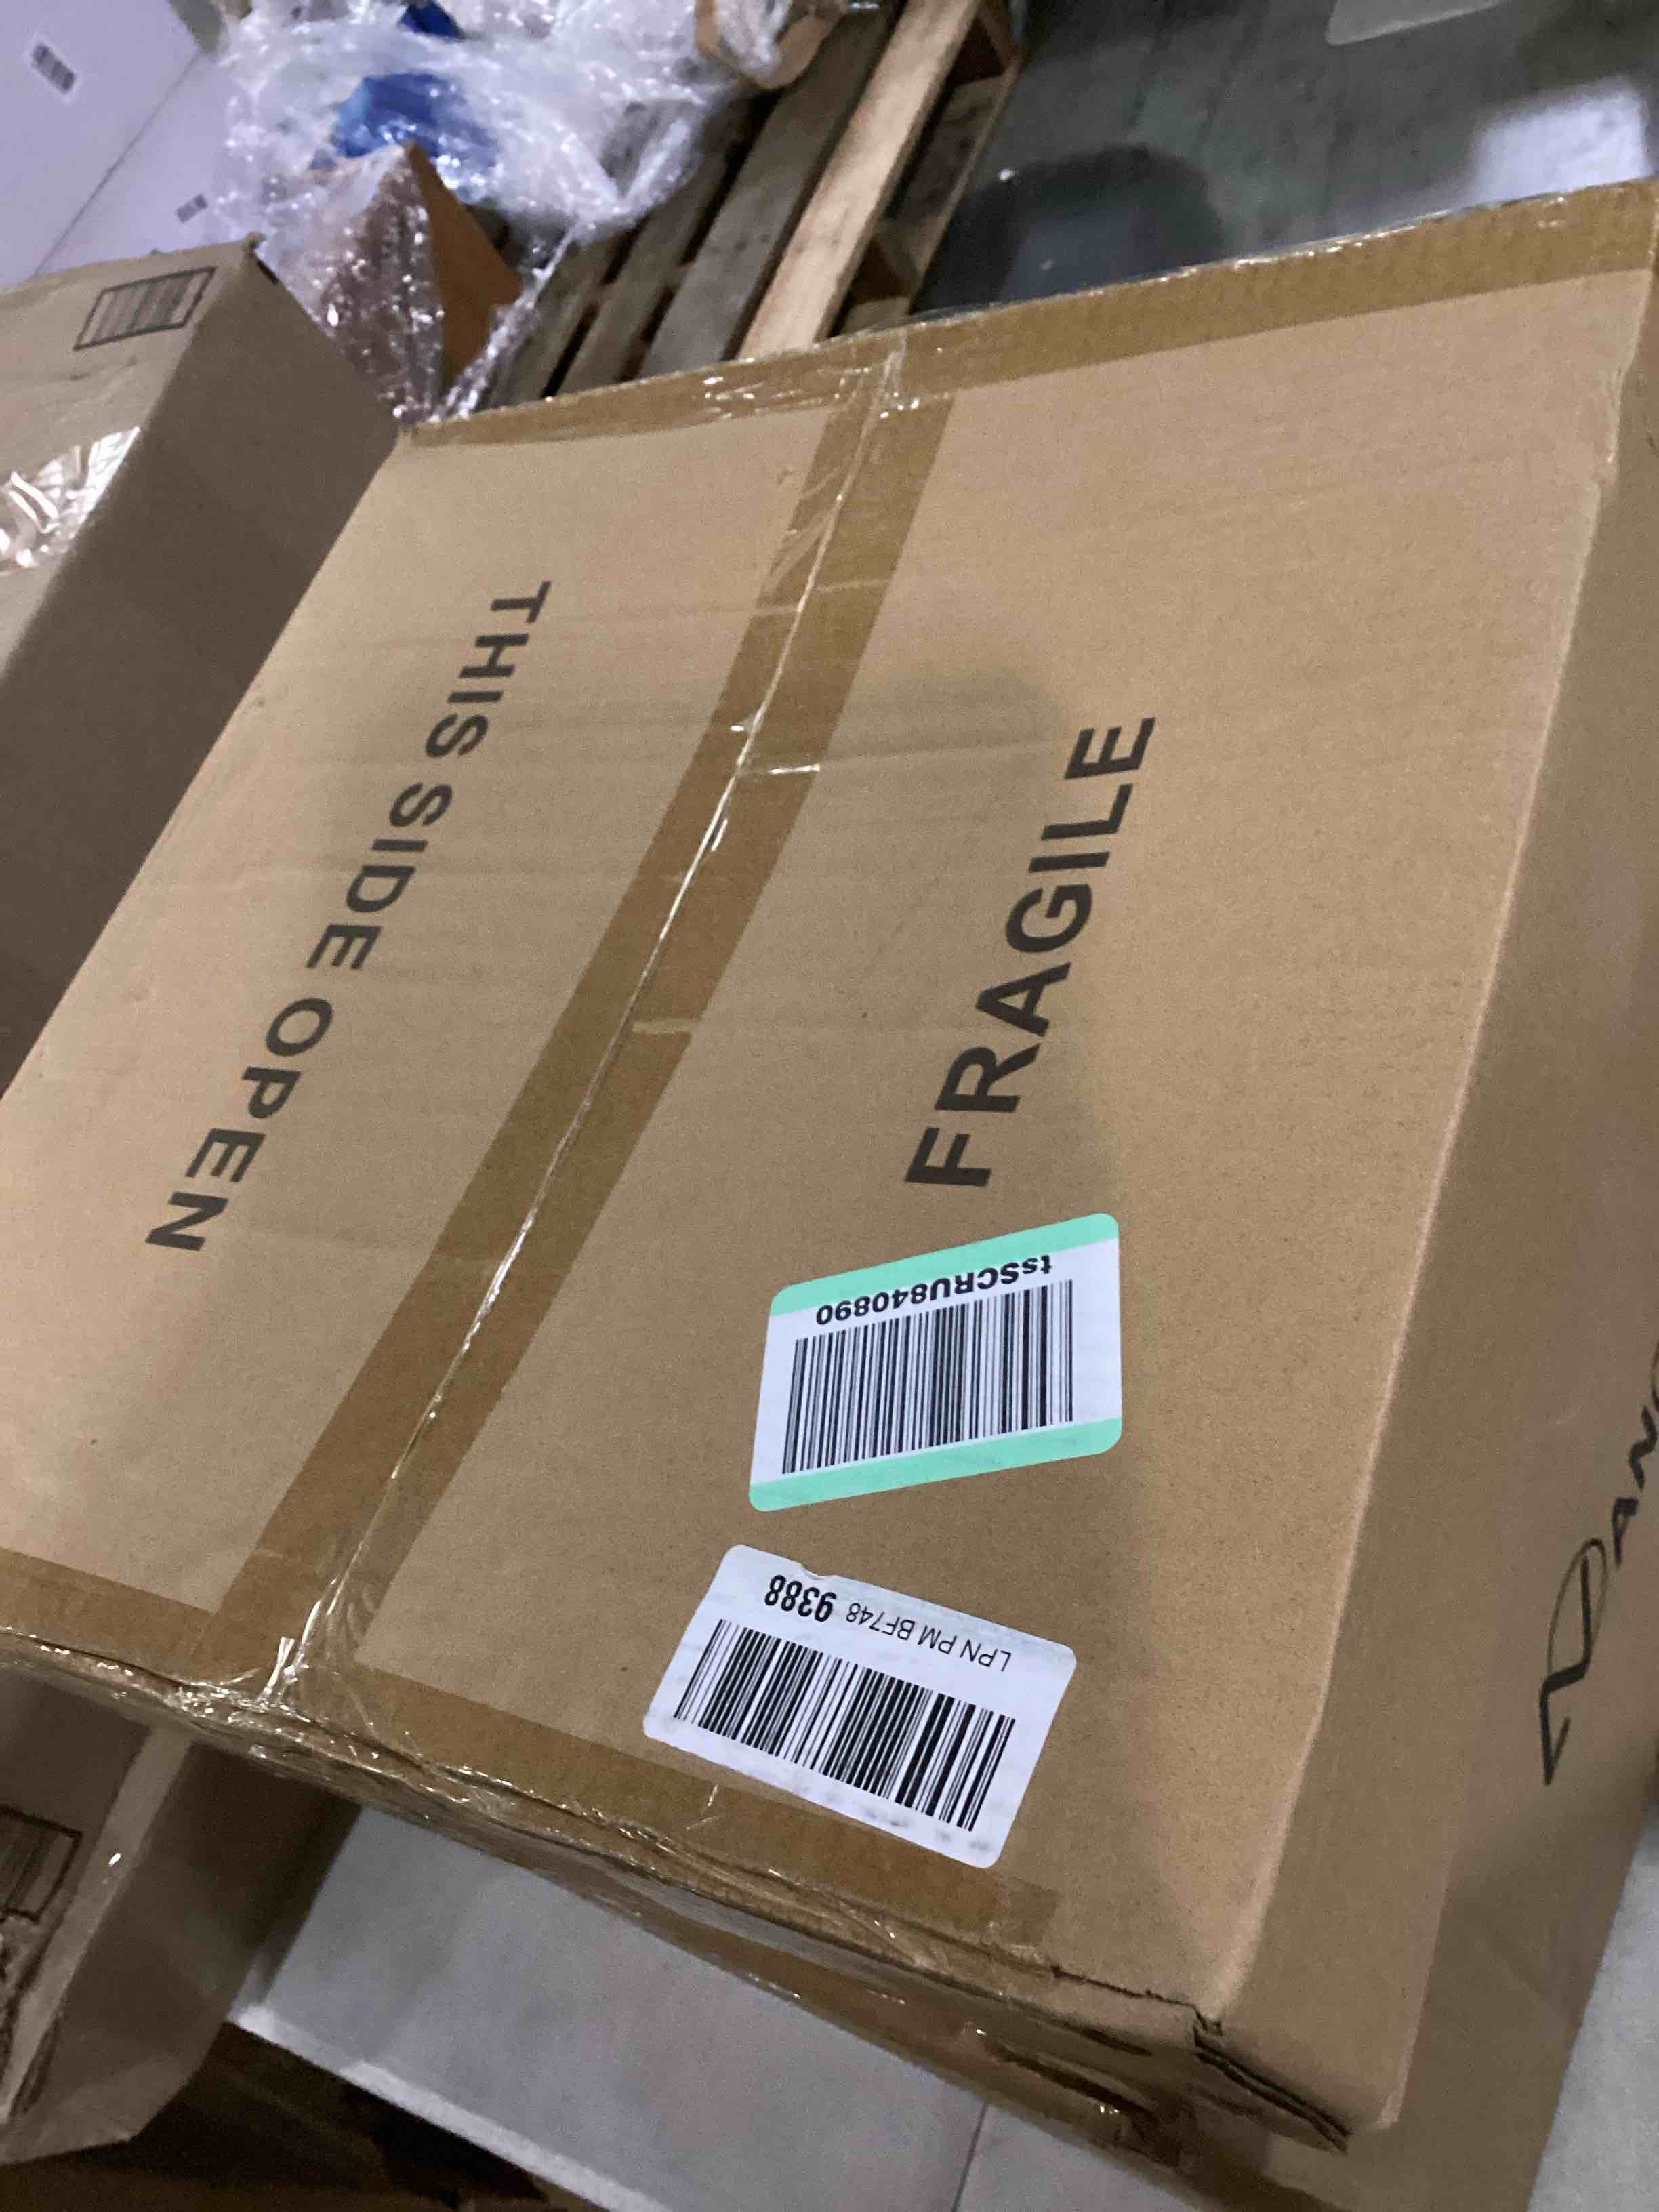 THIS SIDE OPEN
FRAGILE
tsSCRU840890
LPN PM BF748 9388